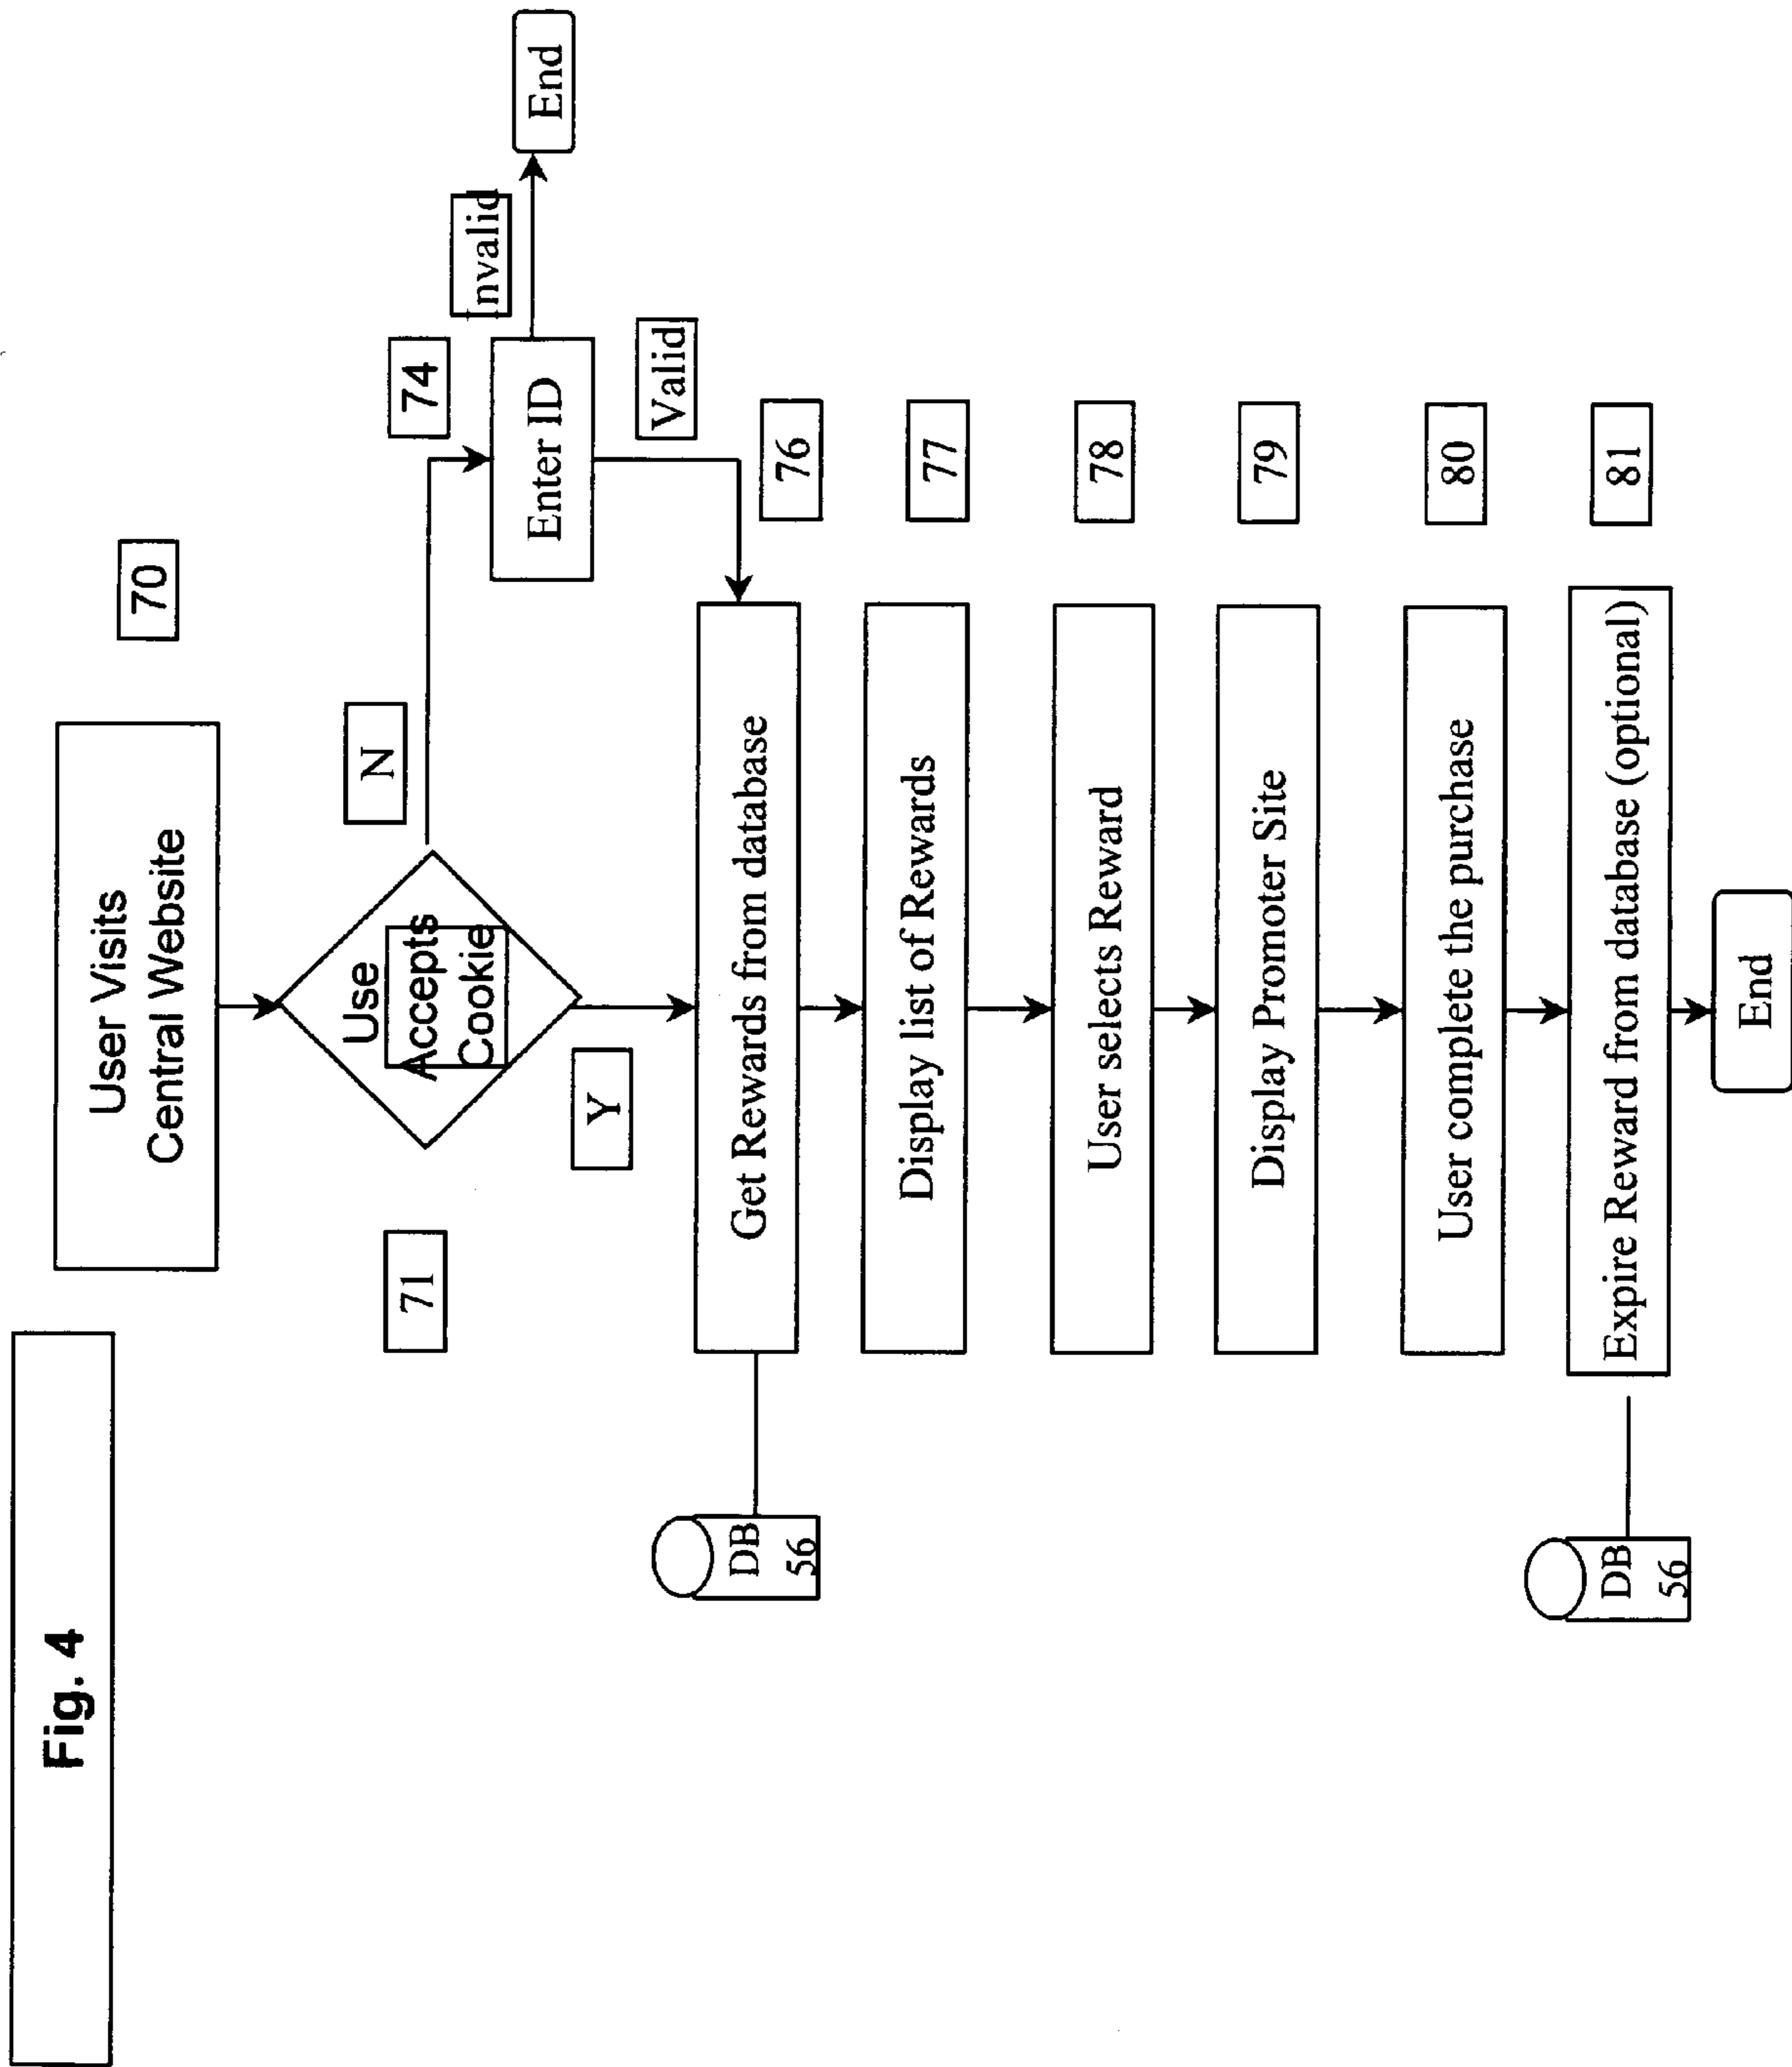 Fig. 4
User Visits
Central Website
70
71
Use
Accepts
Cookie
N
74
Enter ID
Invalid
End
Valid
Y
DB
56
Get Rewards from database
76
Display list of Rewards
77
User selects Reward
78
Display Promoter Site
79
User complete the purchase
80
DB
56
Expire Reward from database (optional)
81
End